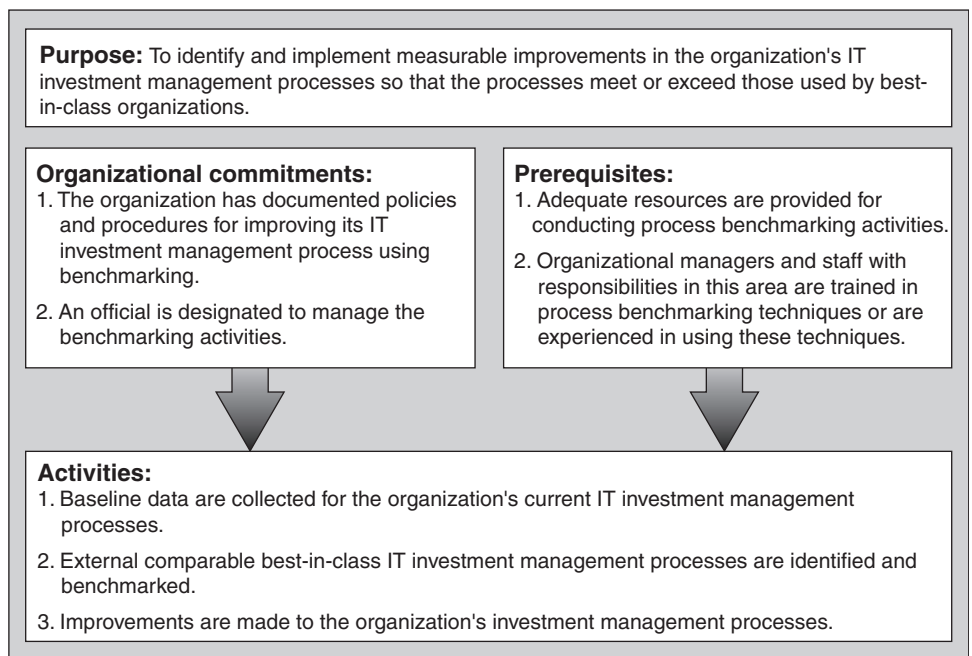 Purpose: To identify and implement measurable improvements in the organization's IT
investment management processes so that the processes meet or exceed those used by best-
in-class organizations.
Organizational commitments:
1. The organization has documented policies
and procedures for improving its IT
investment management process using
benchmarking.
2. An official is designated to manage the
benchmarking activities.
Prerequisites:
1. Adequate resources are provided for
conducting process benchmarking activities.
2. Organizational managers and staff with
responsibilities in this area are trained in
process benchmarking techniques or are
experienced in using these techniques.
Activities:
1. Baseline data are collected for the organization's current IT investment management
processes.
2. External comparable best-in-class IT investment management processes are identified and
benchmarked.
3. Improvements are made to the organization's investment management processes.